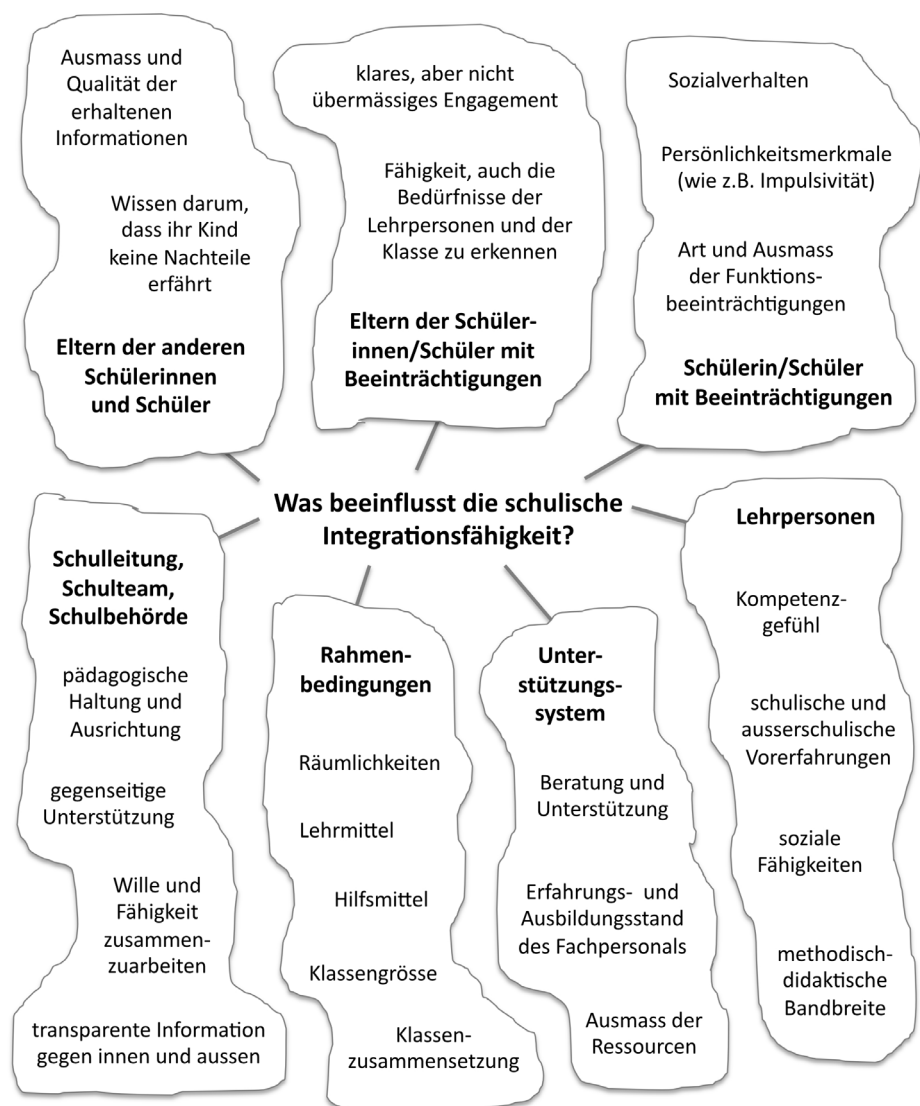 Ausmass und
Qualität der
erhaltenen
Informationen
Wissen darum,
dass ihr Kind
keine Nachteile
erfährt
Eltern der anderen
Schülerinnen
und Schüler
klares, aber nicht
übermässiges Engagement
Fähigkeit, auch die
Bedürfnisse der
Lehrpersonen und der
Klasse zu erkennen
Eltern der Schüler-
innen/Schüler mit
Beeinträchtigungen
Sozialverhalten
Persönlichkeitsmerkmale
(wie z.B. Impulsivität)
Art und Ausmass
der Funktions-
beeinträchtigungen
Schülerin/Schüler
mit Beeinträchtigungen
Was beeinflusst die schulische
Integrationsfähigkeit?
Schulleitung,
Schulteam,
Schulbehörde
pädagogische
Haltung und
Ausrichtung
gegenseitige
Unterstützung
Wille und
Fähigkeit
zusammen-
zuarbeiten
transparente Information
gegen innen und aussen
Rahmen-
bedingungen
Räumlichkeiten
Lehrmittel
Hilfsmittel
Klassengrösse
Klassen-
zusammensetzung
Unter-
stützungs-
system
Beratung und
Unterstützung
Erfahrungs- und
Ausbildungsstand
des Fachpersonals
Ausmass der
Ressourcen
Lehrpersonen
Kompetenz-
gefühl
schulische und
ausserschulische
Vorerfahrungen
soziale
Fähigkeiten
methodisch-
didaktische
Bandbreite